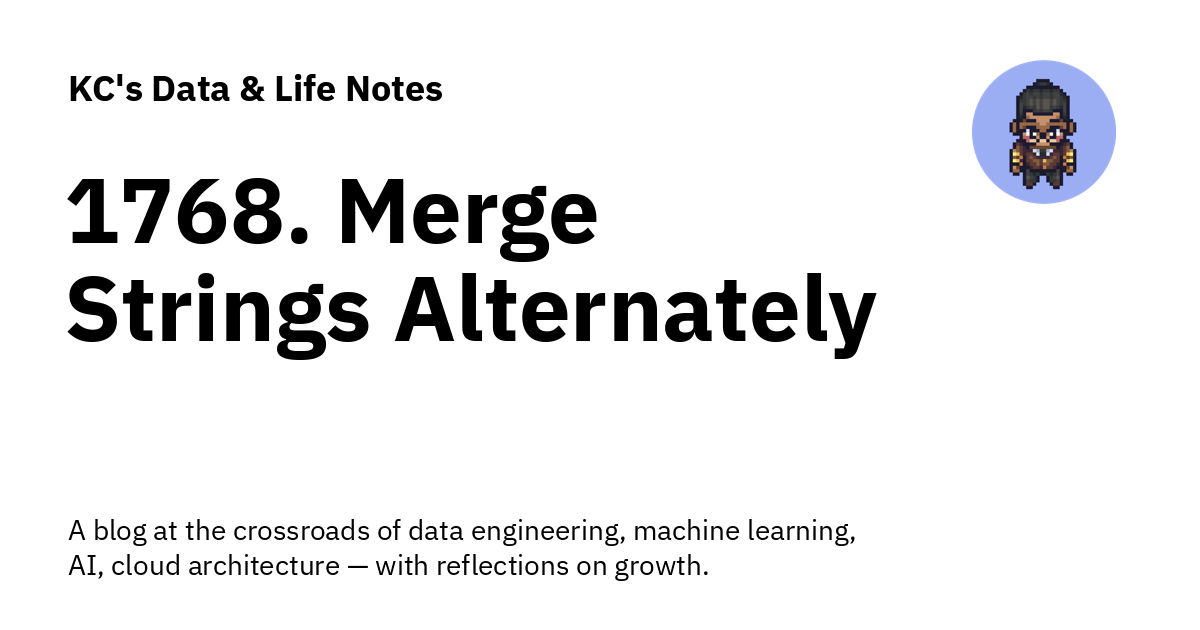 KC's Data & Life Notes
1768. Merge
Strings Alternately
A blog at the crossroads of data engineering, machine learning,
AI, cloud architecture — with reflections on growth.